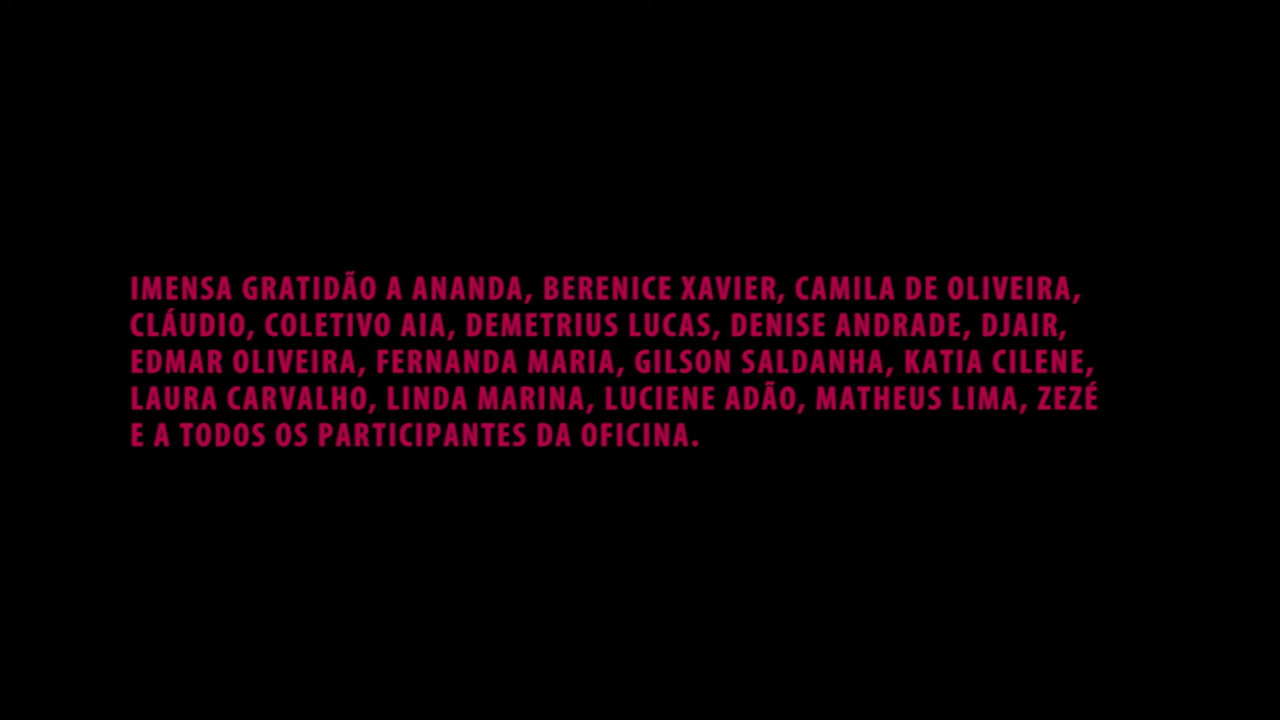 IMENSA GRATIDÃO A ANANDA, BERENICE XAVIER, CAMILA DE OLIVEIRA,
CLÁUDIO, COLETIVO AIA, DEMETRIUS LUCAS, DENISE ANDRADE, DJAIR,
EDMAR OLIVEIRA, FERNANDA MARIA, GILSON SALDANHA, KATIA CILENE,
LAURA CARVALHO, LINDA MARINA, LUCIENE ADÃO, MATHEUS LIMA, ZEZÉ
E A TODOS OS PARTICIPANTES DA OFICINA.